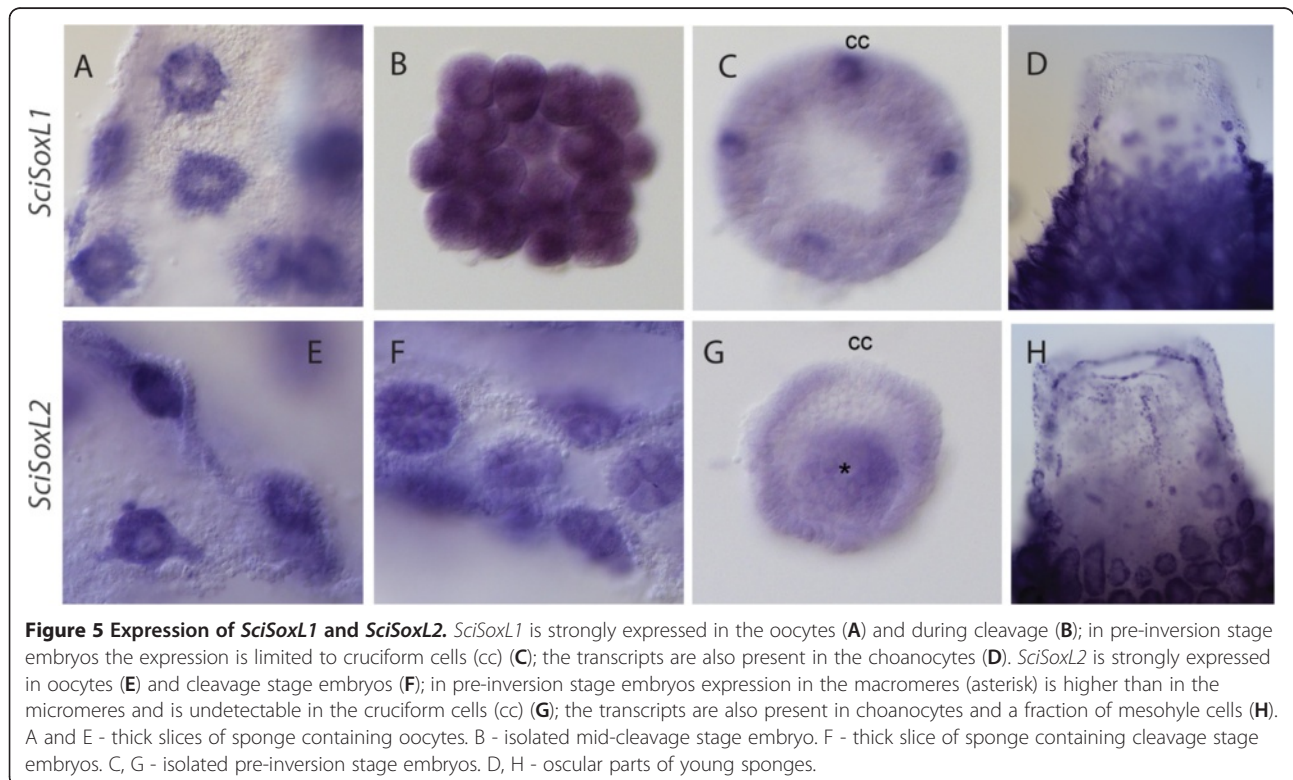 SciSoxL1
A
B
cc
C
D
SciSoxL2
E
F
cc
G
*
H
Figure 5 Expression of SciSoxL1 and SciSoxL2. SciSoxL1 is strongly expressed in the oocytes (A) and during cleavage (B); in pre-inversion stage
embryos the expression is limited to cruciform cells (cc) (C); the transcripts are also present in the choanocytes (D). SciSoxL2 is strongly expressed
in oocytes (E) and cleavage stage embryos (F); in pre-inversion stage embryos expression in the macromeres (asterisk) is higher than in the
micromeres and is undetectable in the cruciform cells (cc) (G); the transcripts are also present in choanocytes and a fraction of mesohyle cells (H).
A and E - thick slices of sponge containing oocytes. B - isolated mid-cleavage stage embryo. F - thick slice of sponge containing cleavage stage
embryos. C, G - isolated pre-inversion stage embryos. D, H - oscular parts of young sponges.